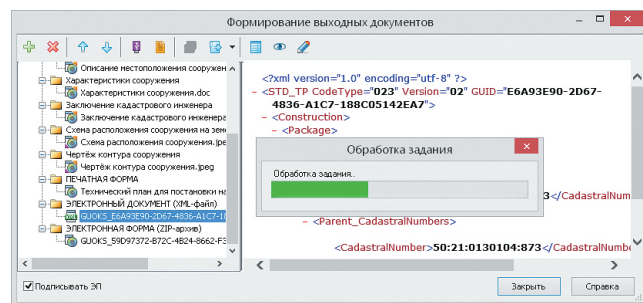 Формирование выходных документов
Описание местоположения сооружен
Характеристики сооружения
Характеристики сооружения.doc
Заключение кадастрового инженера
Заключение кадастрового инженера
Схема расположения сооружения на зем
Схема расположения сооружения.jpe
Чертёж контура сооружения
Чертёж контура сооружения.jpeg
ПЕЧАТНАЯ ФОРМА
Технический план для постановки на
ЭЛЕКТРОННЫЙ ДОКУМЕНТ (XML-файл)
GUOKS_E6A93E90-2D67-4836-A1C7-18
ЭЛЕКТРОННАЯ ФОРМА (ZIP-архив)
GUOKS_59D97372-B72C-4B24-8662-F3
<?xml version="1.0" encoding="utf-8" ?>
- <STD_TP CodeType="023" Version="02" GUID="E6A93E90-2D67-
4836-A1C7-188C05142EA7">
- <Construction>
- <Package>
Обработка задания
Обработка задания..
3</CadastralNum
- <Parent_CadastralNumbers>
<CadastralNumber>50:21:0130104:873</CadastralNumbe
Подписывать ЭП
Закрыть
Справка